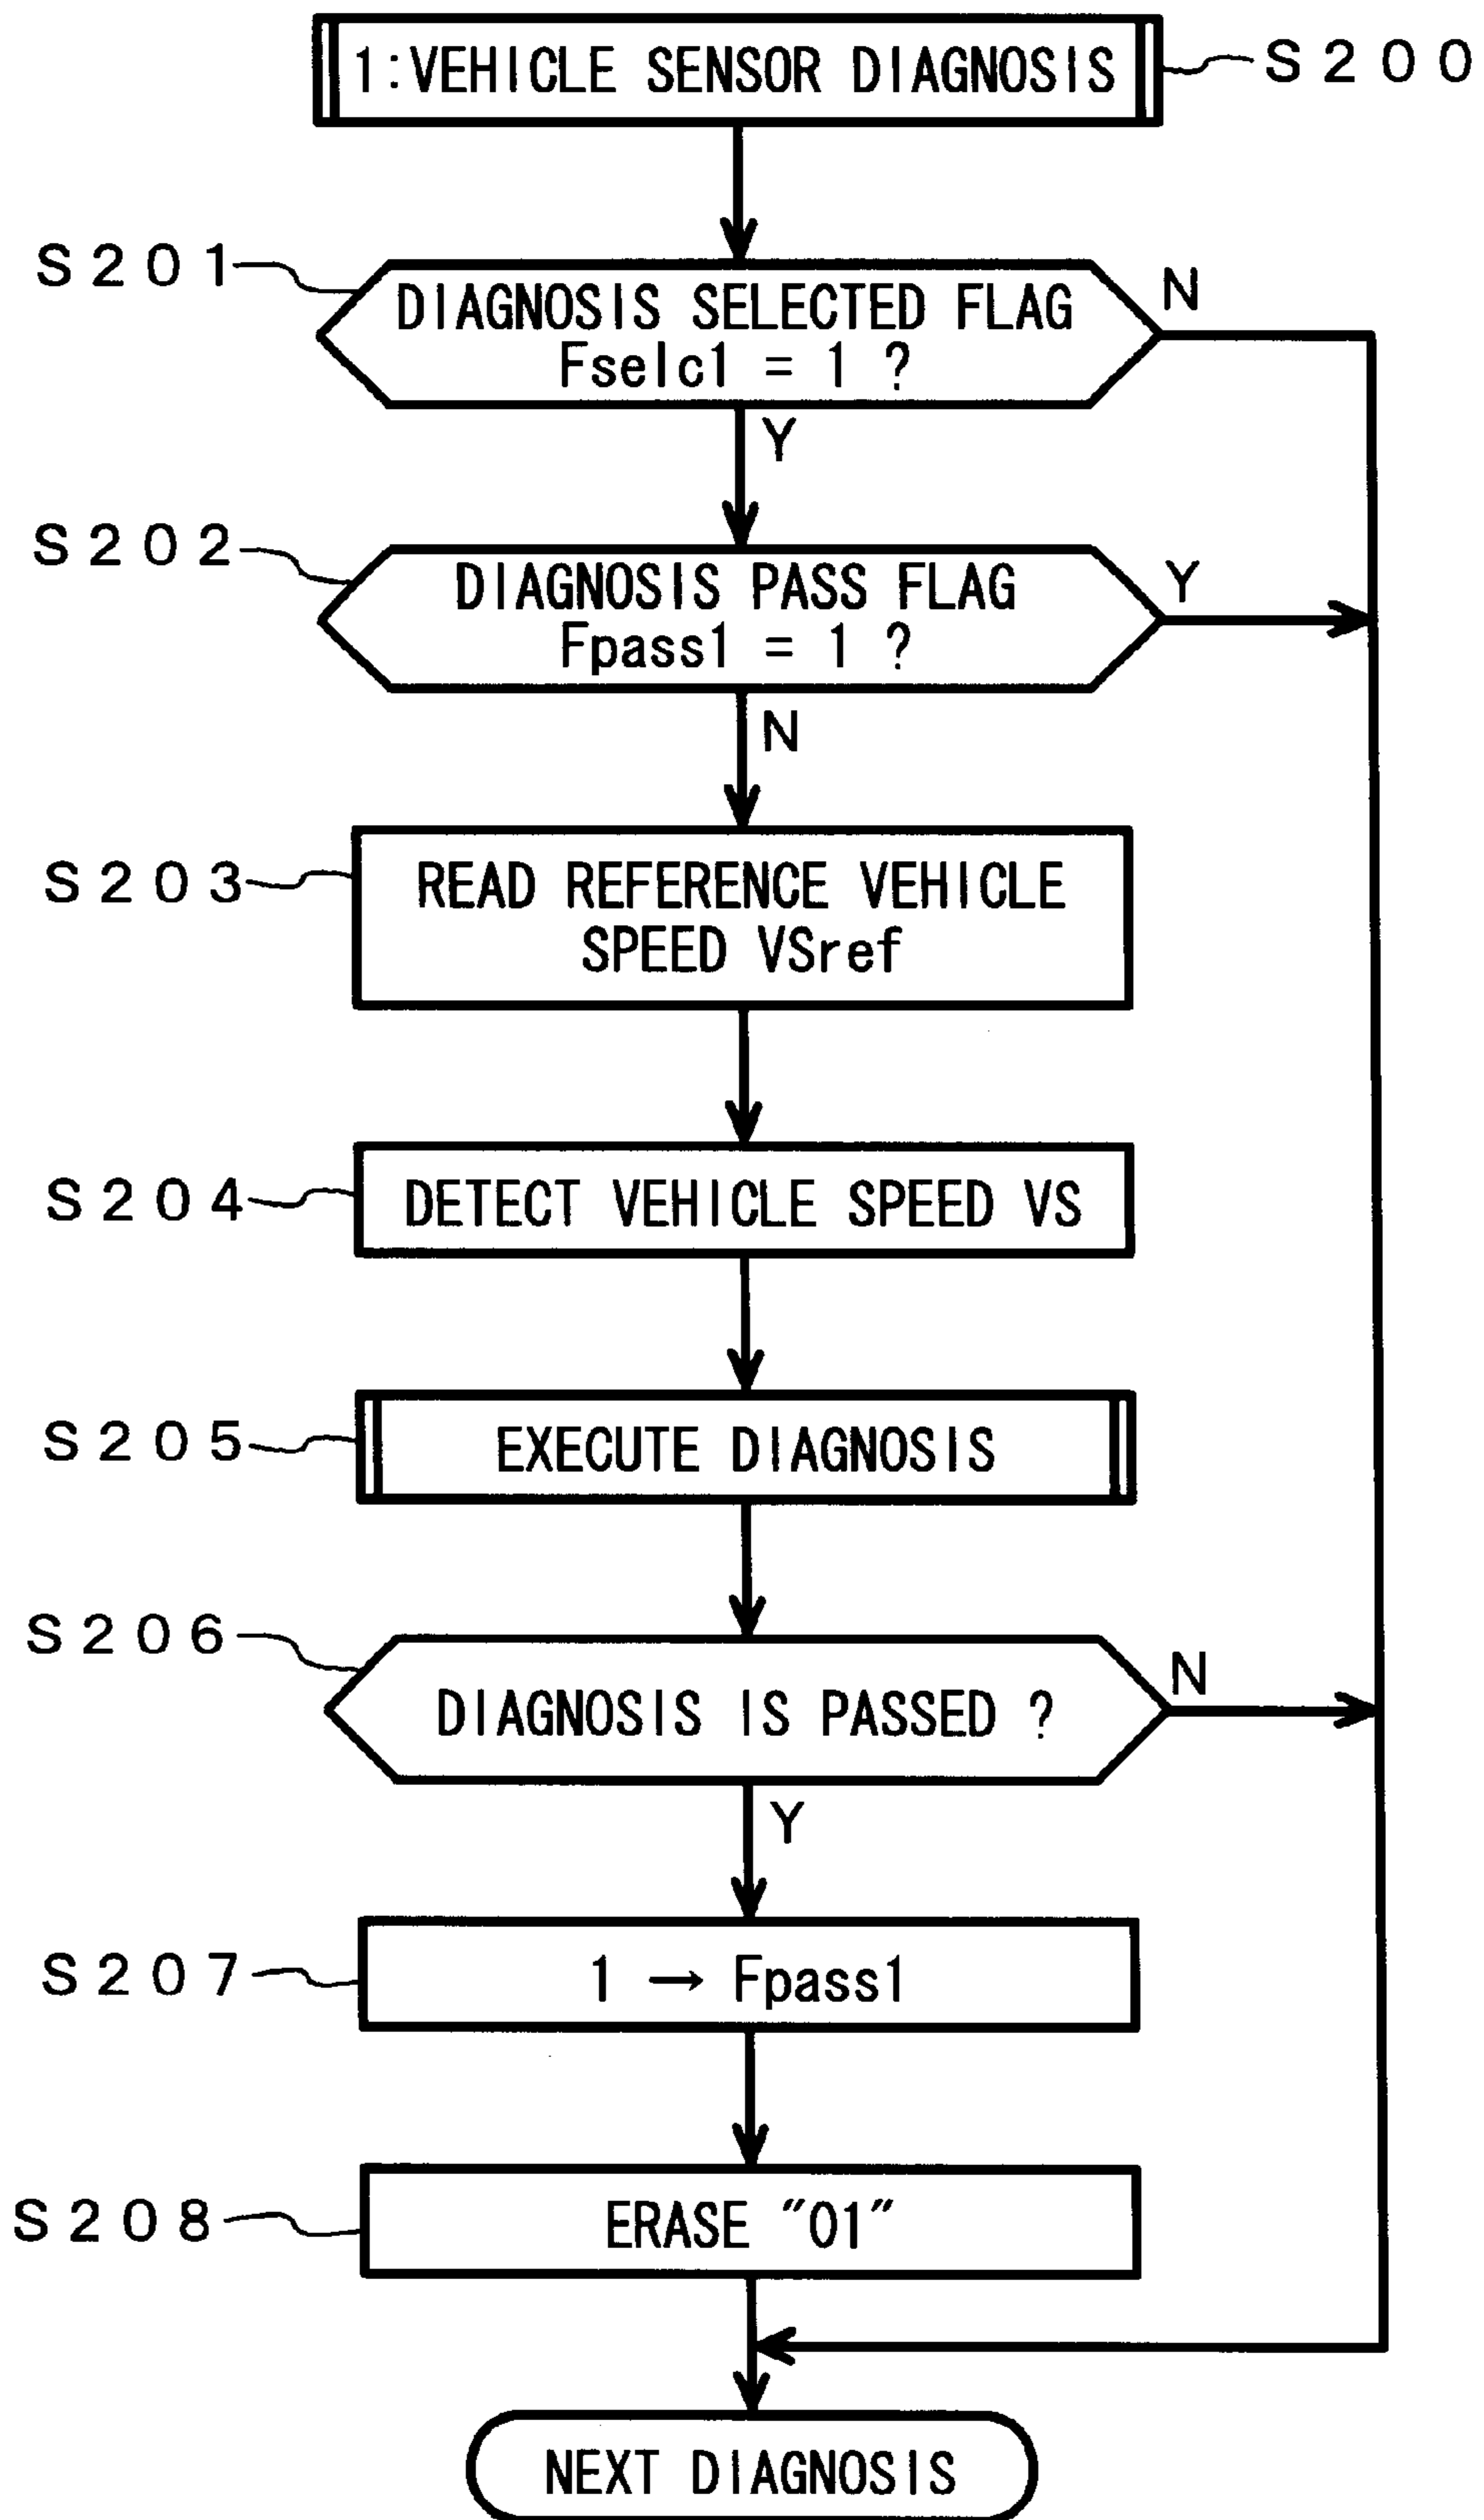 1:VEHICLE SENSOR DIAGNOSIS
S200
S201
DIAGNOSIS SELECTED FLAG
Fselc1 = 1 ?
N
Y
S202
DIAGNOSIS PASS FLAG
Fpass1 = 1 ?
Y
N
S203
READ REFERENCE VEHICLE
SPEED VSref
S204
DETECT VEHICLE SPEED VS
S205
EXECUTE DIAGNOSIS
S206
DIAGNOSIS IS PASSED ?
N
Y
S207
1 → Fpass1
S208
ERASE "01"
NEXT DIAGNOSIS